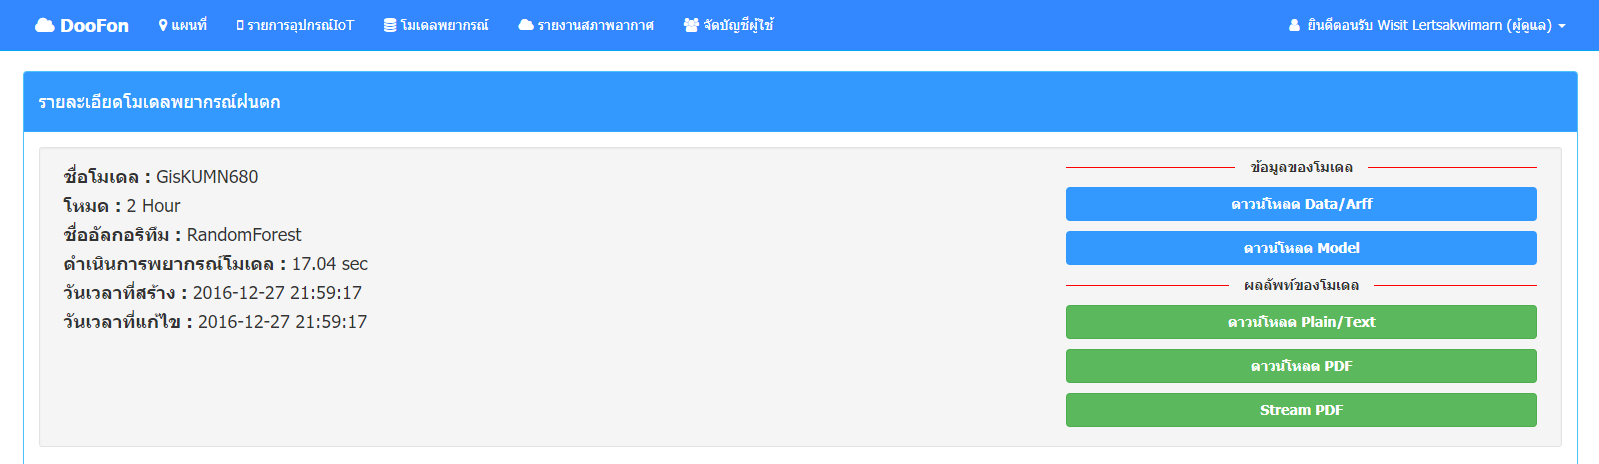 DooFon แผนที่ รายการอุปกรณ์IoT โมเดลพยากรณ์ รายงานสภาพอากาศ จัดบัญชีผู้ใช้ ยินดีตอนรับ Wisit Lertsakwimarn (ผู้ดูแล)
รายละเอียดโมเดลพยากรณ์ฝนตก
ชื่อโมเดล : GisKUMN680
โหมด : 2 Hour
ชื่ออัลกอริทึม : RandomForest
ดำเนินการพยากรณ์โมเดล : 17.04 sec
วันเวลาที่สร้าง : 2016-12-27 21:59:17
วันเวลาที่แก้ไข : 2016-12-27 21:59:17
ข้อมูลของโมเดล
ดาวน์โหลด Data/Arff
ดาวน์โหลด Model
ผลลัพท์ของโมเดล
ดาวน์โหลด Plain/Text
ดาวน์โหลด PDF
Stream PDF